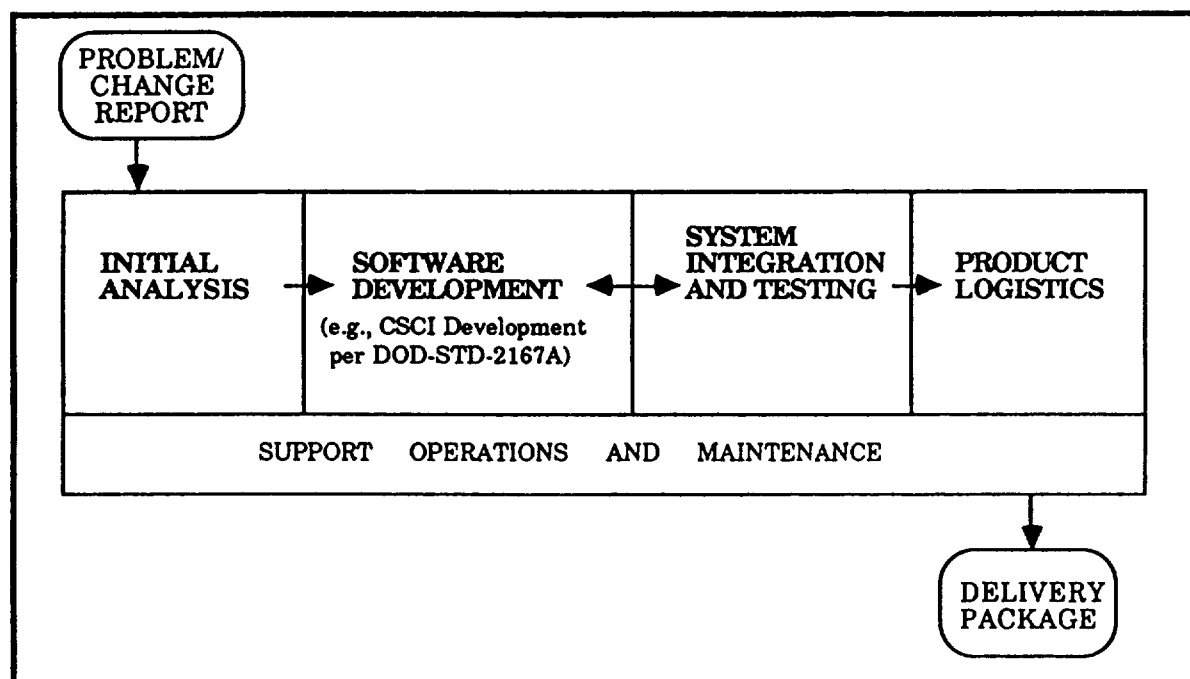 PROBLEM/
CHANGE
REPORT
INITIAL
ANALYSIS
SOFTWARE
DEVELOPMENT
(e.g., CSCI Development
per DOD-STD-2167A)
SYSTEM
INTEGRATION
AND TESTING
PRODUCT
LOGISTICS
SUPPORT OPERATIONS AND MAINTENANCE
DELIVERY
PACKAGE